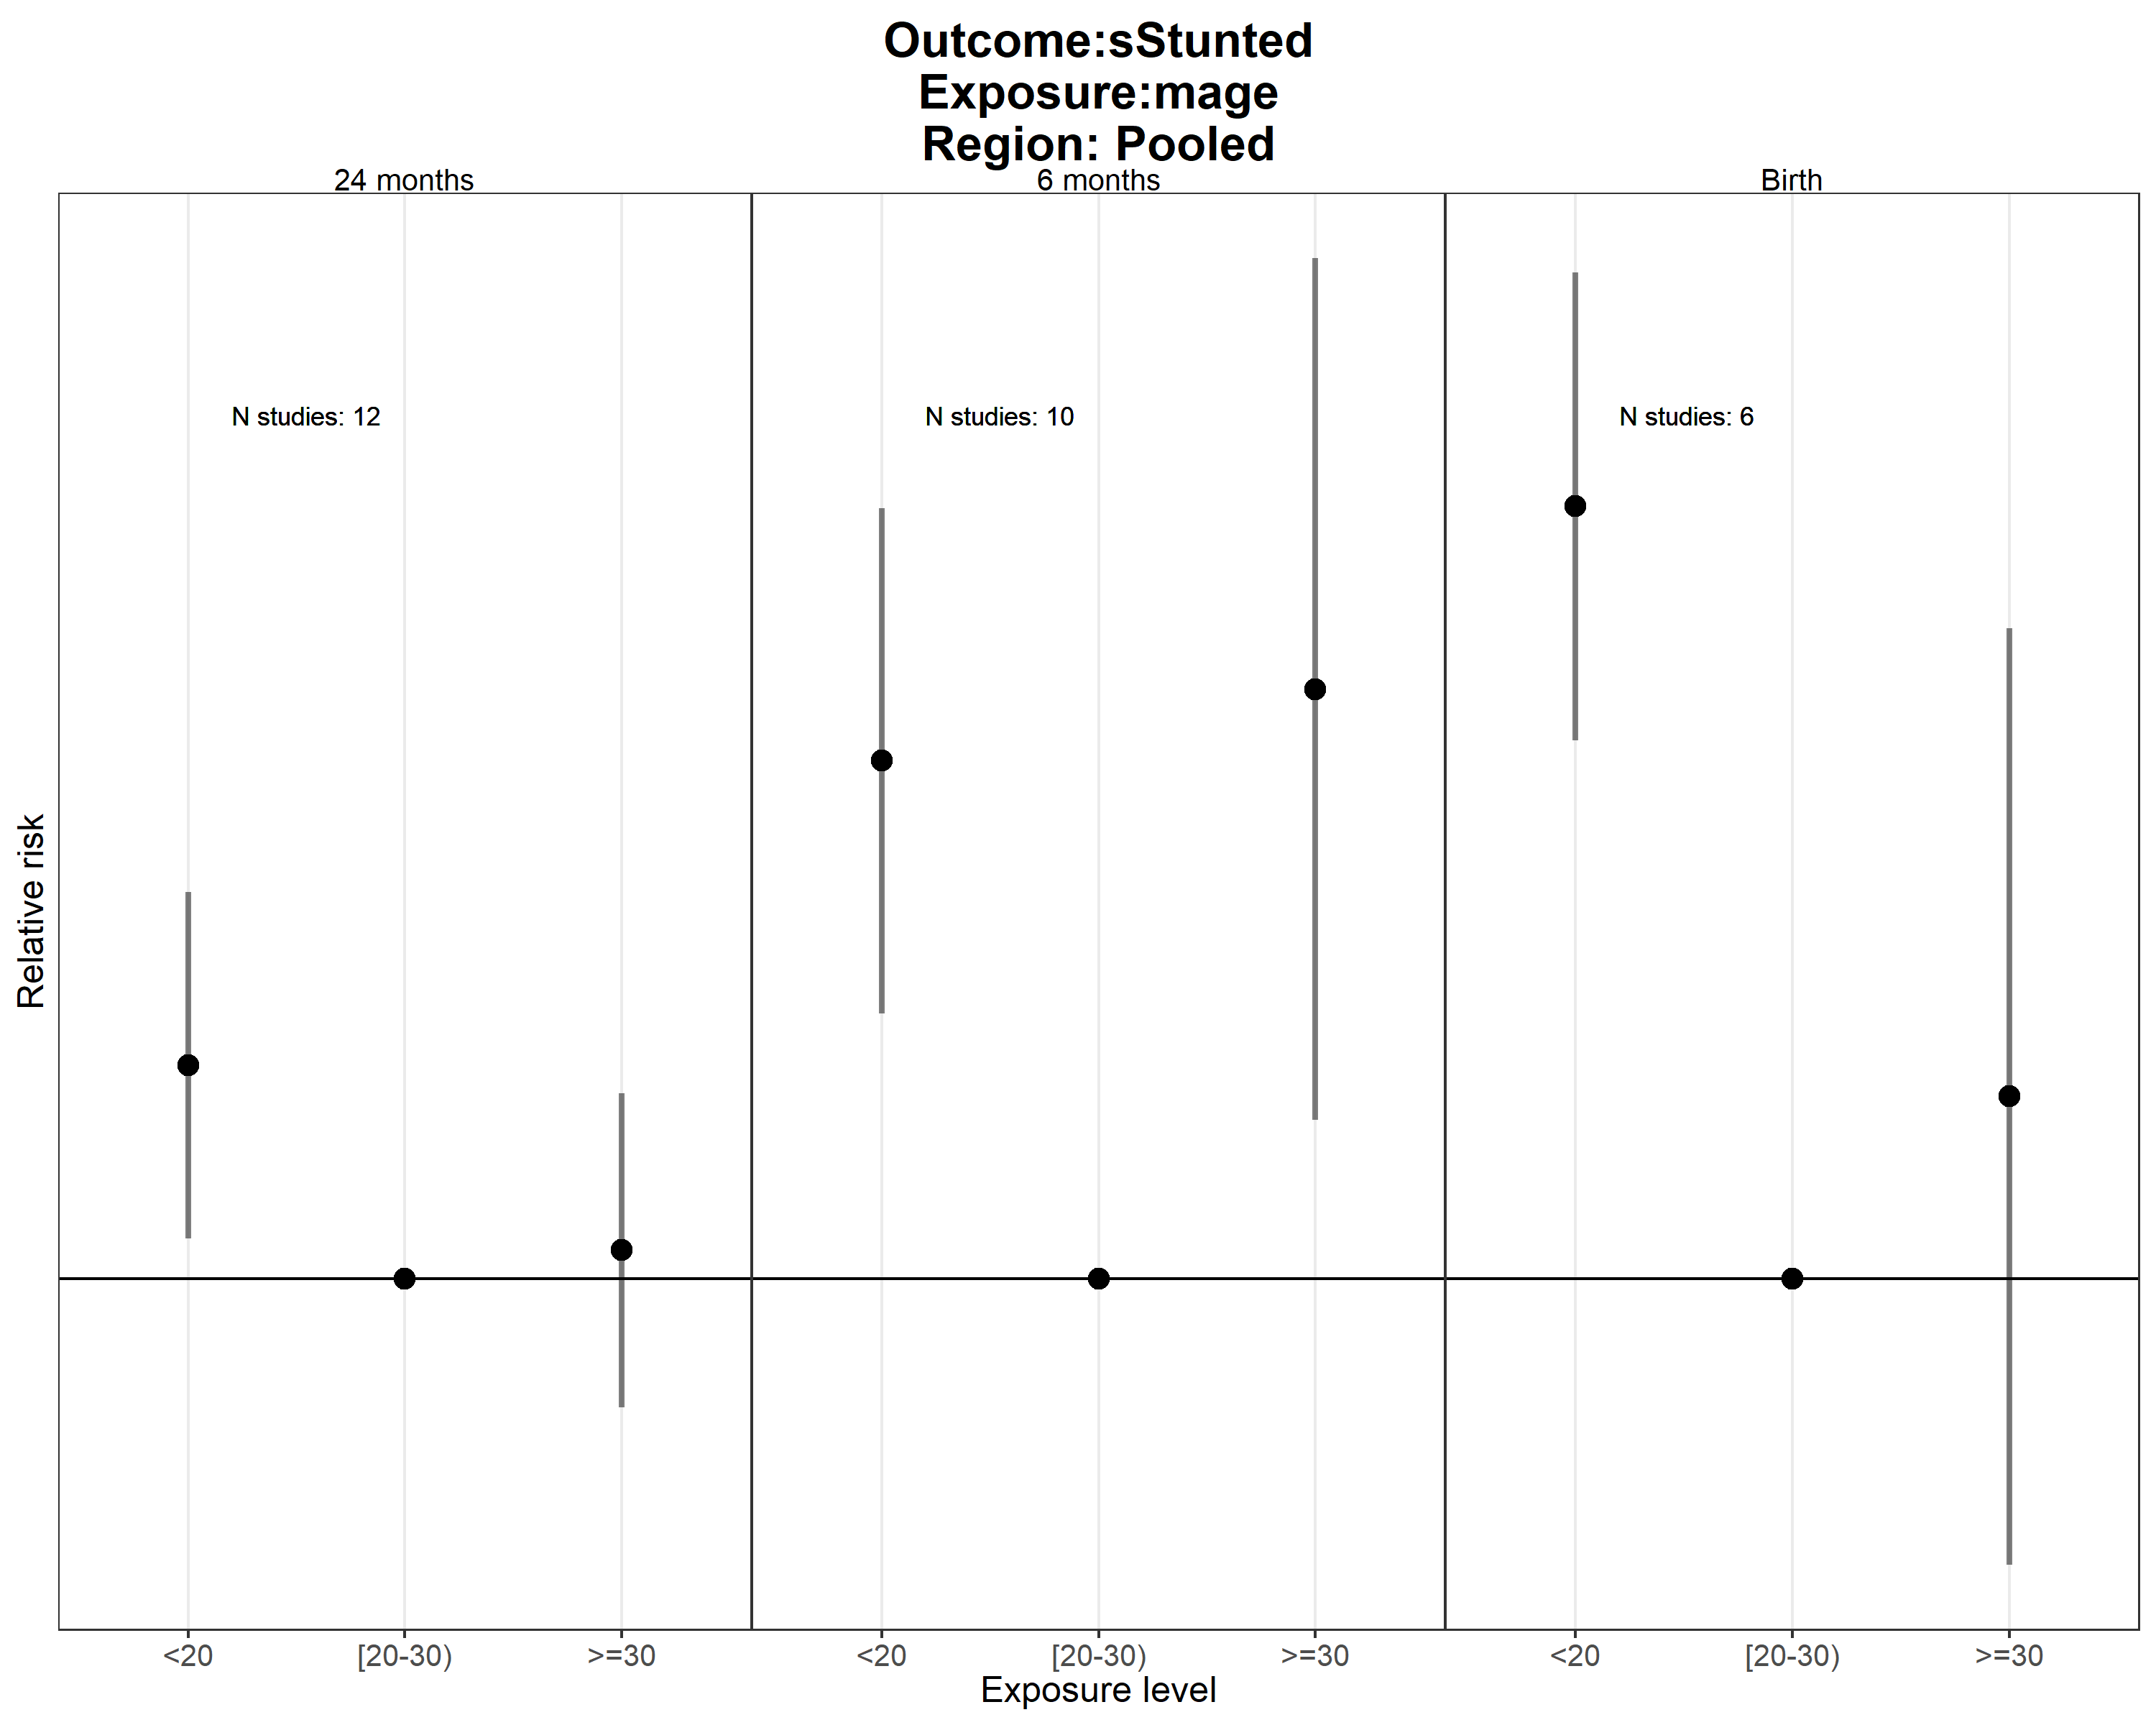 Outcome:sStunted
Exposure:mage
Region: Pooled
24 months
6 months
Birth
N studies: 12
N studies: 10
N studies: 6
Relative risk
<20
[20-30)
>=30
<20
[20-30)
>=30
<20
[20-30)
>=30
Exposure level